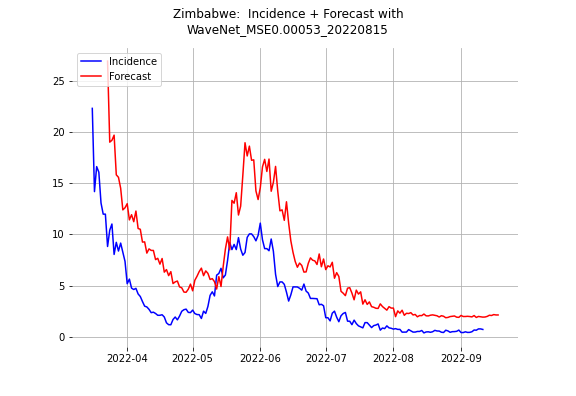 Zimbabwe:  Incidence + Forecast with
WaveNet_MSE0.00053_20220815
Incidence
Forecast
25
20
15
10
5
0
2022-04 2022-05 2022-06 2022-07 2022-08 2022-09